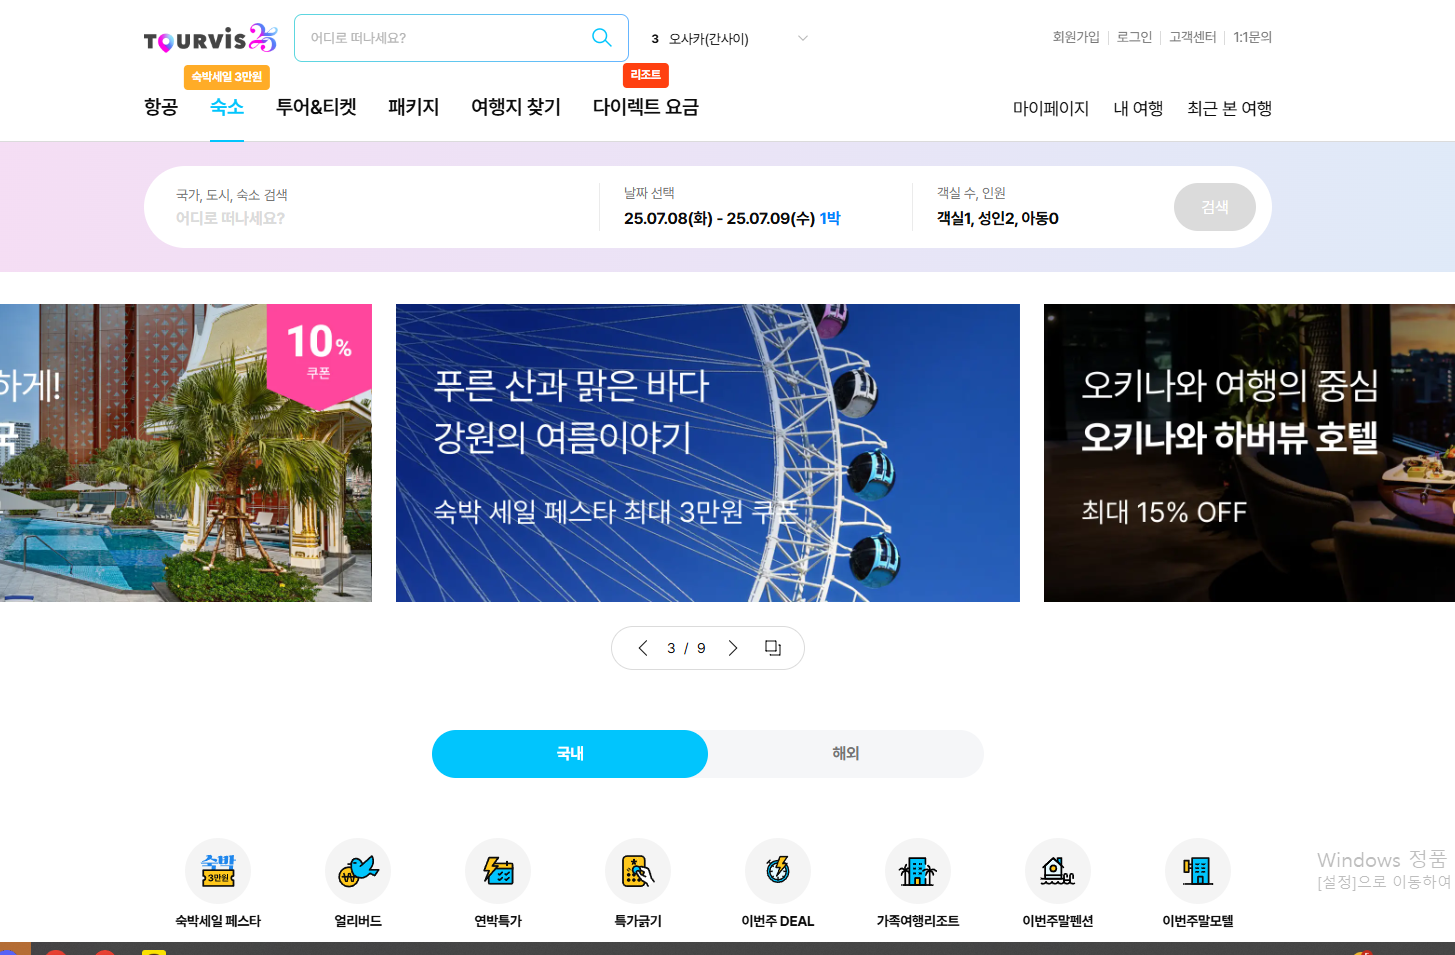 TOURVIS25
어디로 떠나세요?
3 오사카(간사이)
회원가입 로그인 고객센터 1:1문의
숙박세일 3만원
리조트
항공 숙소 투어&티켓 패키지 여행지 찾기 다이렉트 요금
마이페이지 내 여행 최근 본 여행
국가, 도시, 숙소 검색
어디로 떠나세요?
날짜 선택
25.07.08(화) - 25.07.09(수) 1박
객실 수, 인원
객실1, 성인2, 아동0
검색
하게!
10%
쿠폰
푸른 산과 맑은 바다
강원의 여름이야기
숙박 세일 페스타 최대 3만원 쿠폰
오키나와 여행의 중심
오키나와 하버뷰 호텔
최대 15% OFF
3 / 9
국내 해외
숙박
3만원
숙박세일 페스타 얼리버드 연박특가 특가긁기 이번주 DEAL 가족여행리조트 이번주말펜션 이번주말모텔
Windows 정품
[설정]으로 이동하여